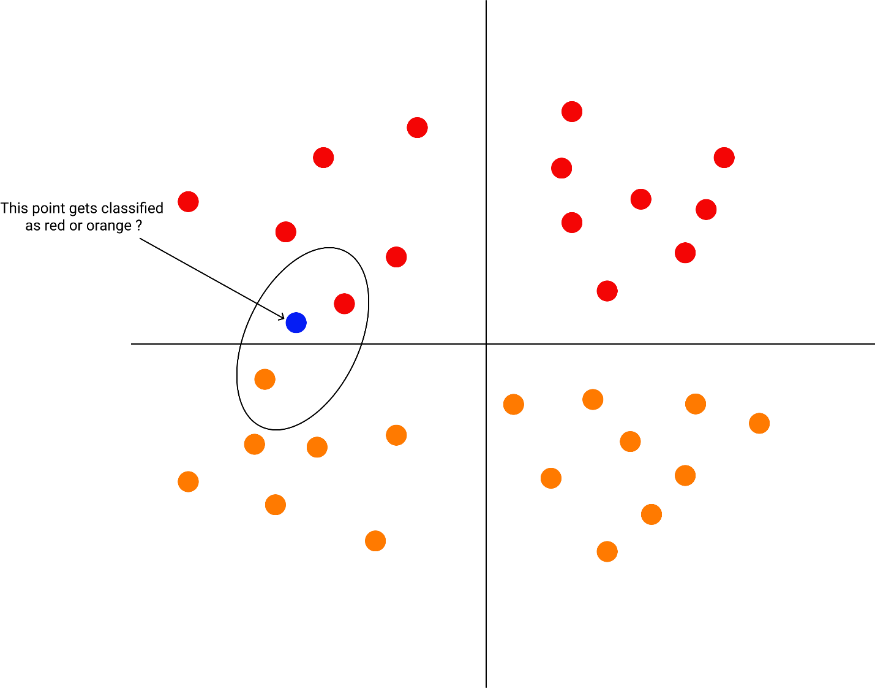 This point gets classified
as red or orange ?